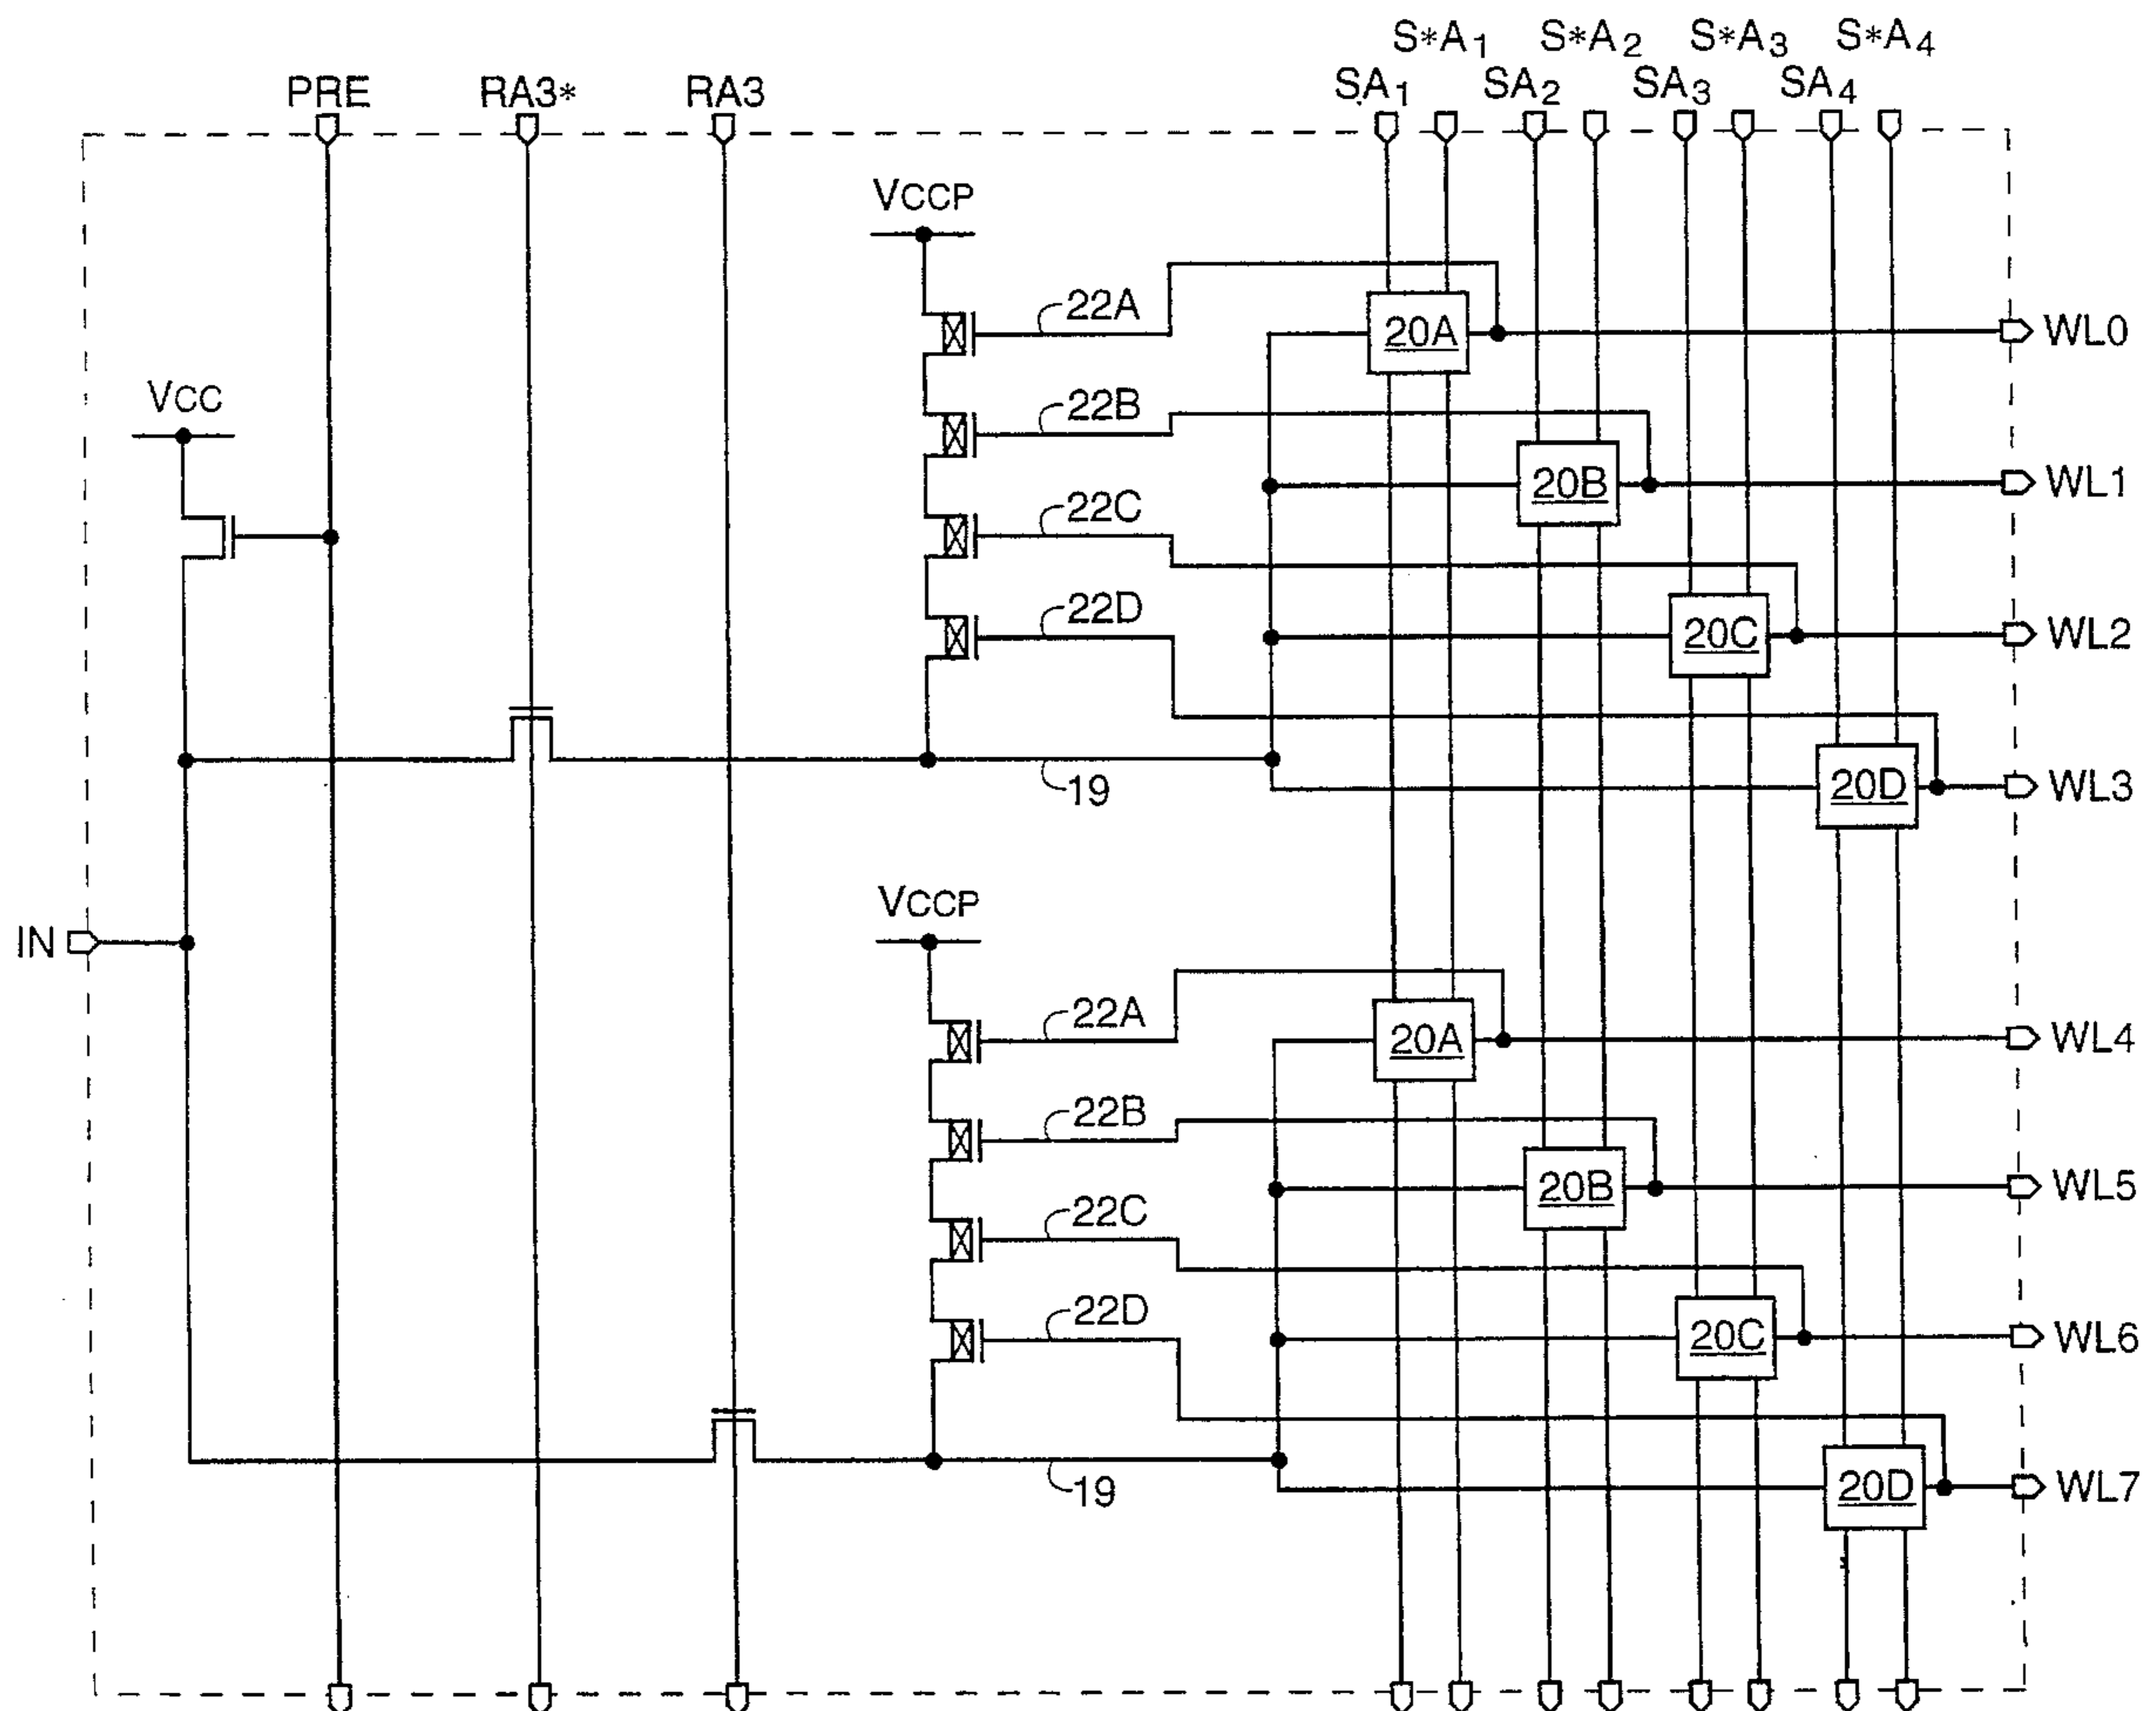 S*A1 S*A2 S*A3 S*A4
PRE RA3* RA3 SA1 SA2 SA3 SA4
VCCP
22A 20A WL0
VCC 22B
20B WL1
22C
22D 20C WL2
19 20D WL3
VCCP
IN
22A 20A WL4
22B
20B WL5
22C
22D 20C WL6
19 20D WL7